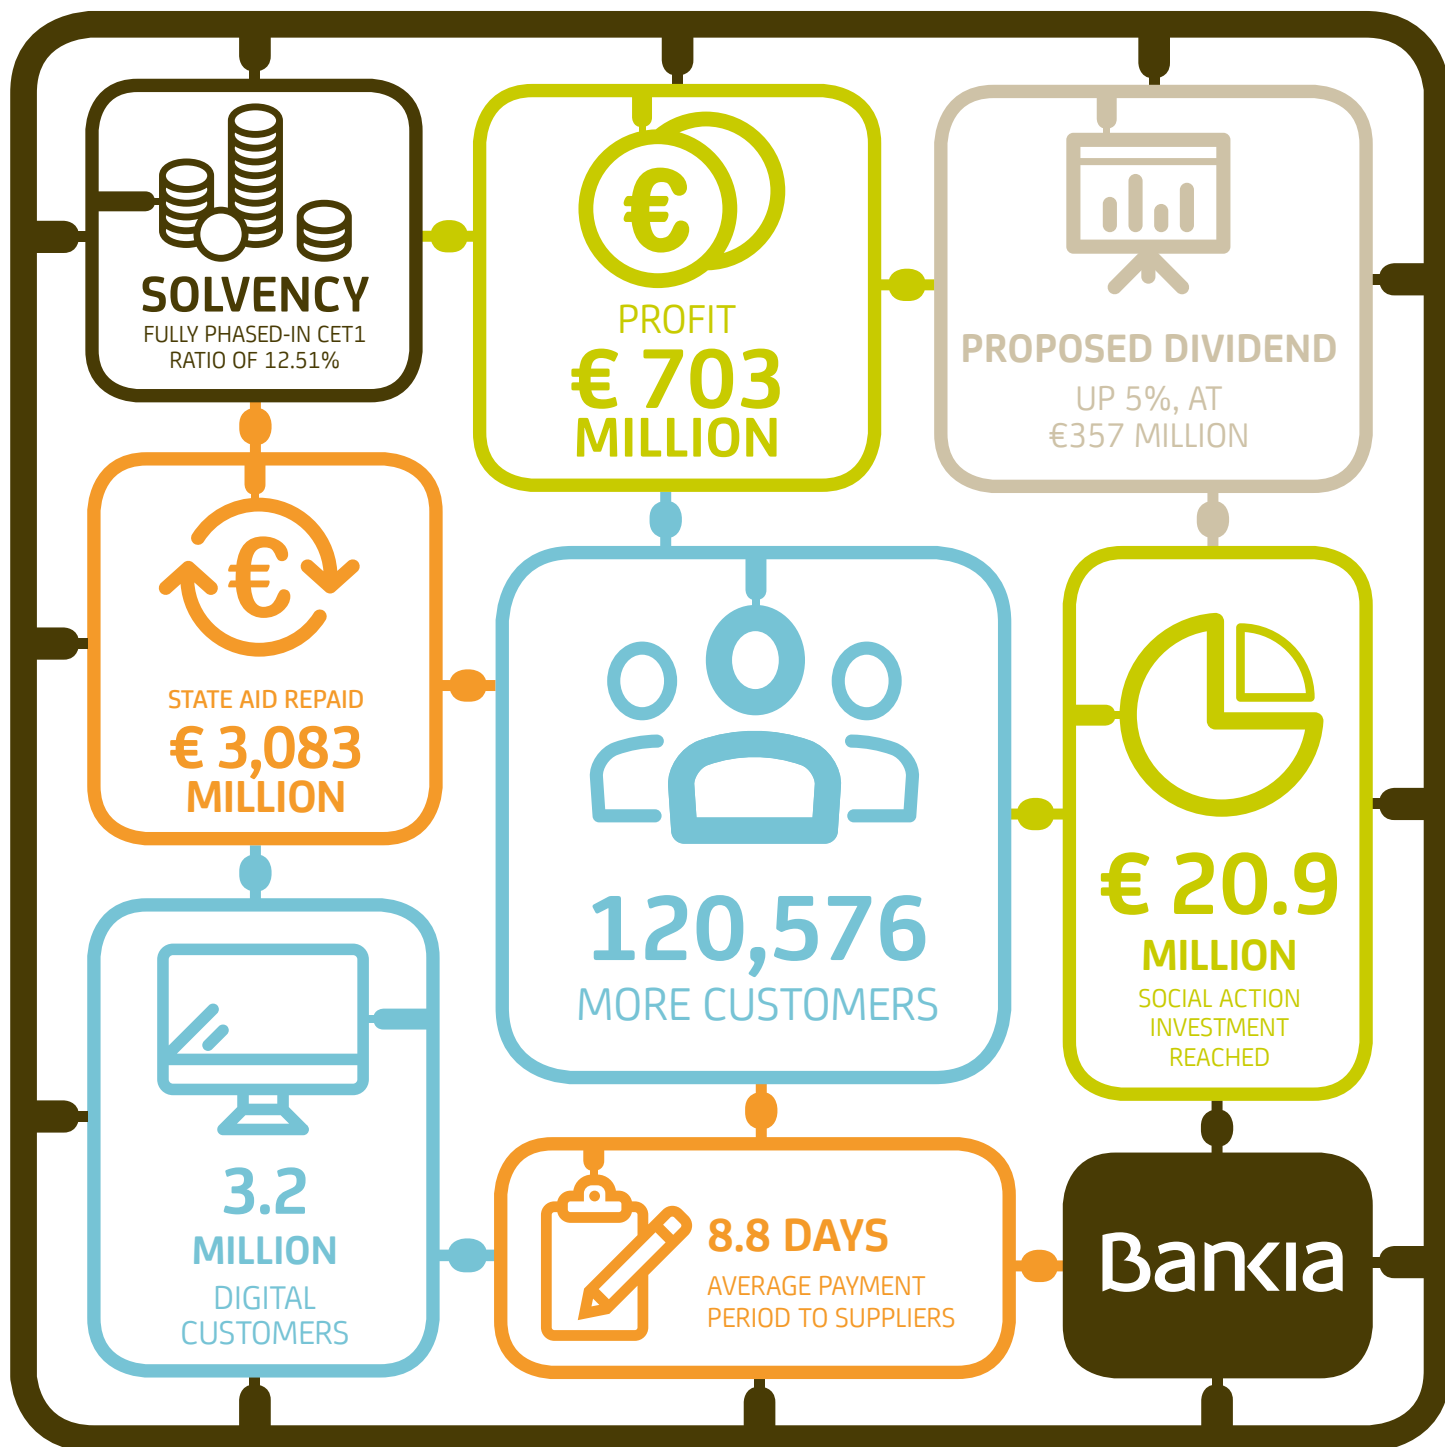 SOLVENCY
FULLY PHASED-IN CET1
RATIO OF 12.51%
€
PROFIT
€ 703
MILLION
PROPOSED DIVIDEND
UP 5%, AT
€357 MILLION
€
STATE AID REPAID
€ 3,083
MILLION
120,576
MORE CUSTOMERS
€ 20.9
MILLION
SOCIAL ACTION
INVESTMENT
REACHED
3.2
MILLION
DIGITAL
CUSTOMERS
8.8 DAYS
AVERAGE PAYMENT
PERIOD TO SUPPLIERS
Bankia